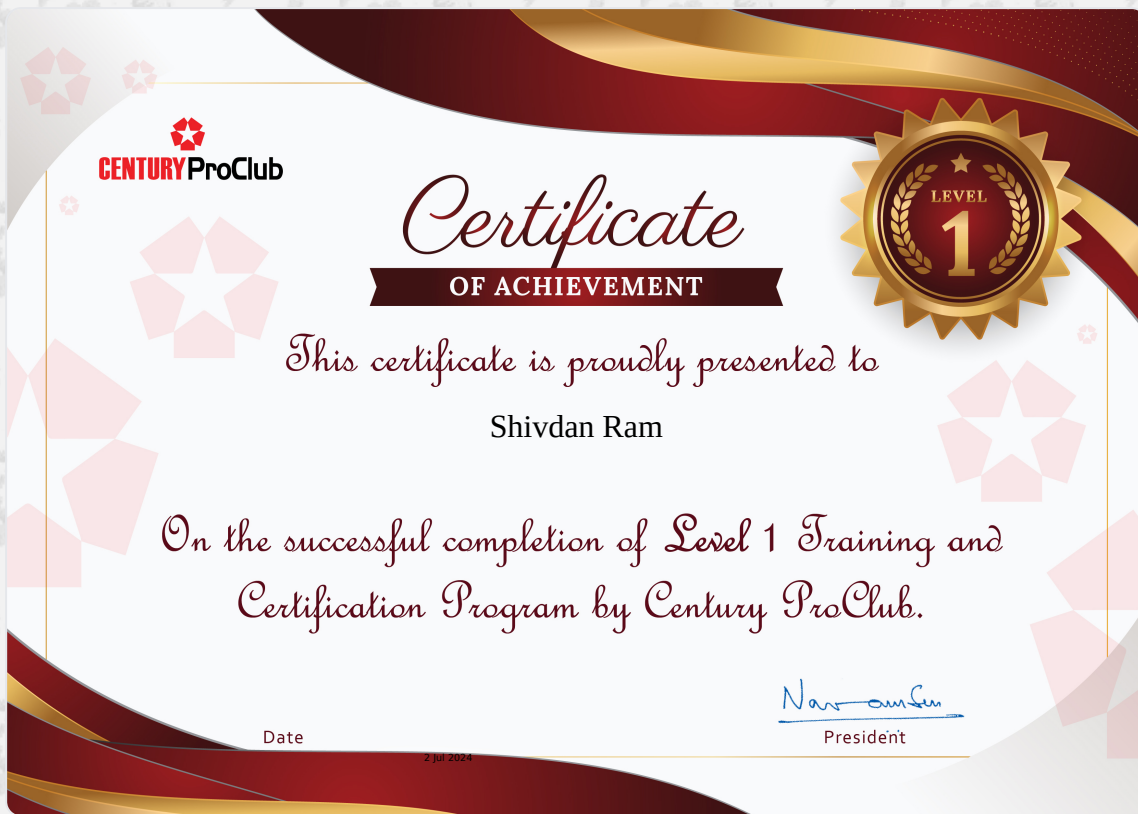 CENTURY ProClub
Certificate
OF ACHIEVEMENT
LEVEL
1
This certificate is proudly presented to
Shivdan Ram
On the successful completion of Level 1 Training and
Certification Program by Century ProClub.
Date
President
2 Jul 2024